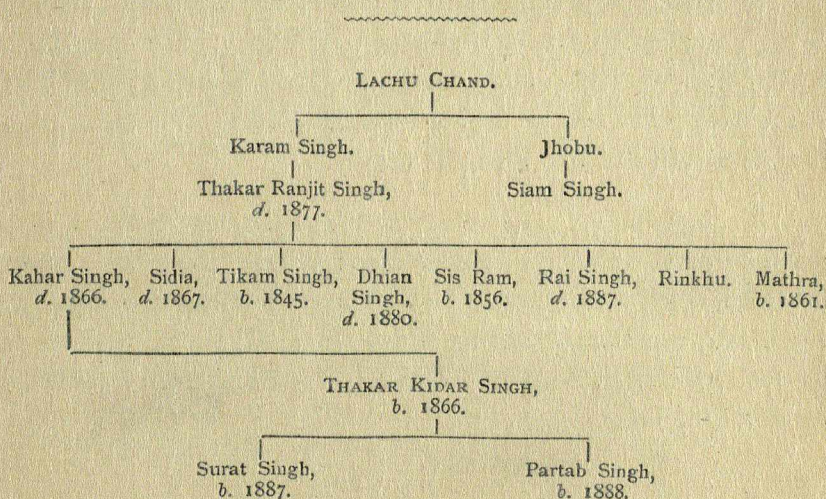 LACHU CHAND.
Karam Singh. Jhobu.
Thakar Ranjit Singh, Siam Singh.
d. 1877.
Kahar Singh, Sidia, Tikam Singh, Dhian Sis Ram, Rai Singh, Rinkhu. Mathra,
d. 1866. d. 1867. b. 1845. Singh, b. 1856. d. 1887. b. 1861.
d. 1880.
THAKAR KIDAR SINGH,
b. 1866.
Surat Singh, Partab Singh,
b. 1887. b. 1888.